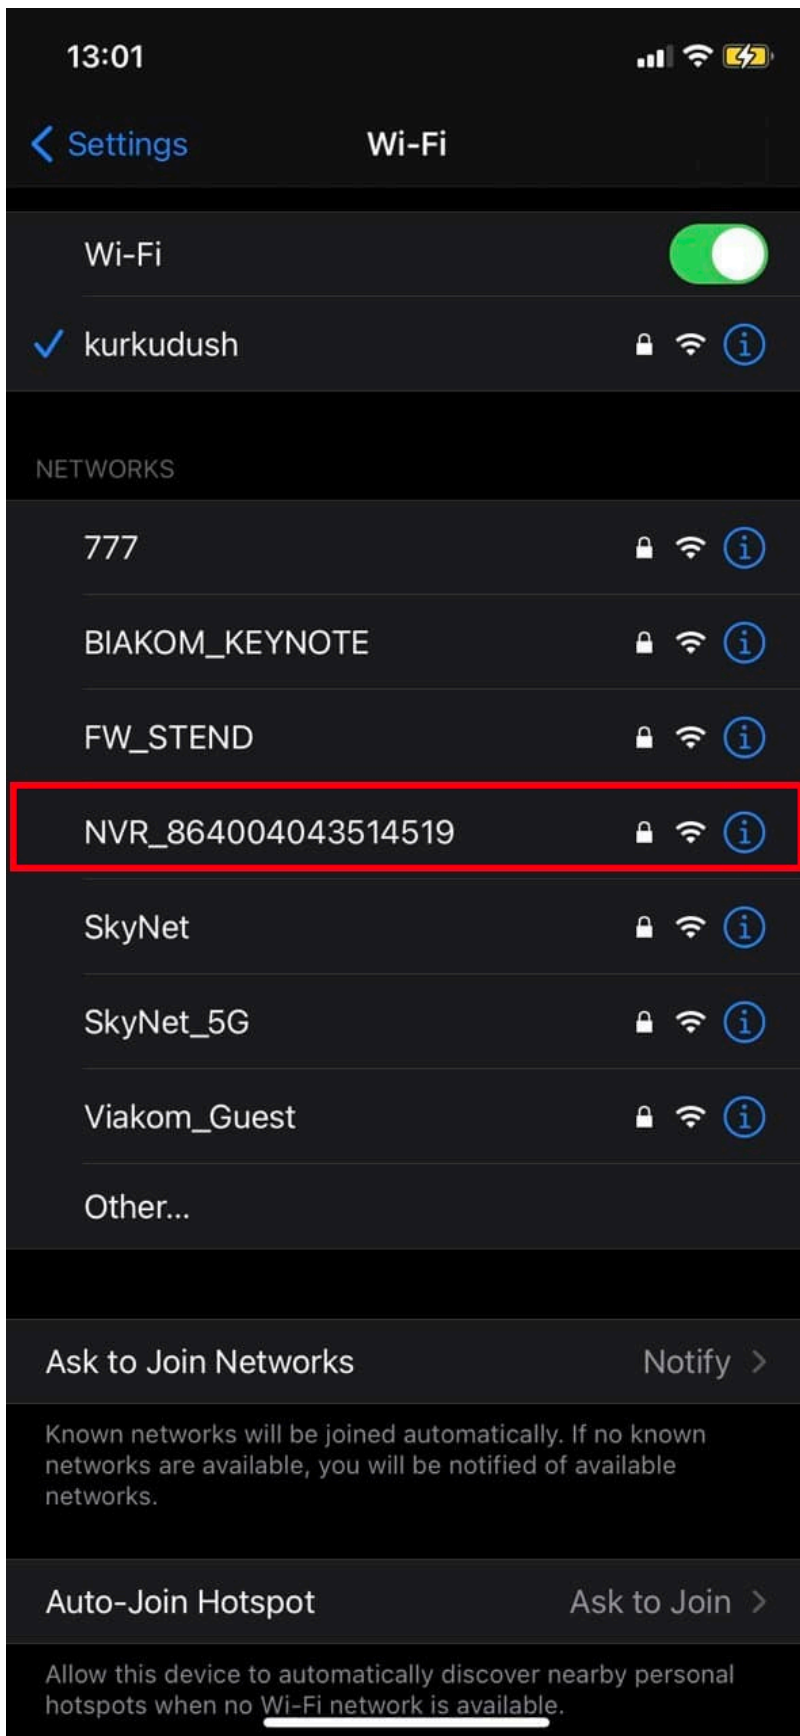 13:01
Settings
Wi-Fi
Wi-Fi
kurkudush
NETWORKS
777
BIAKOM_KEYNOTE
FW_STEND
NVR_864004043514519
SkyNet
SkyNet_5G
Viakom_Guest
Other...
Ask to Join Networks Notify
Known networks will be joined automatically. If no known
networks are available, you will be notified of available
networks.
Auto-Join Hotspot Ask to Join
Allow this device to automatically discover nearby personal
hotspots when no Wi-Fi network is available.